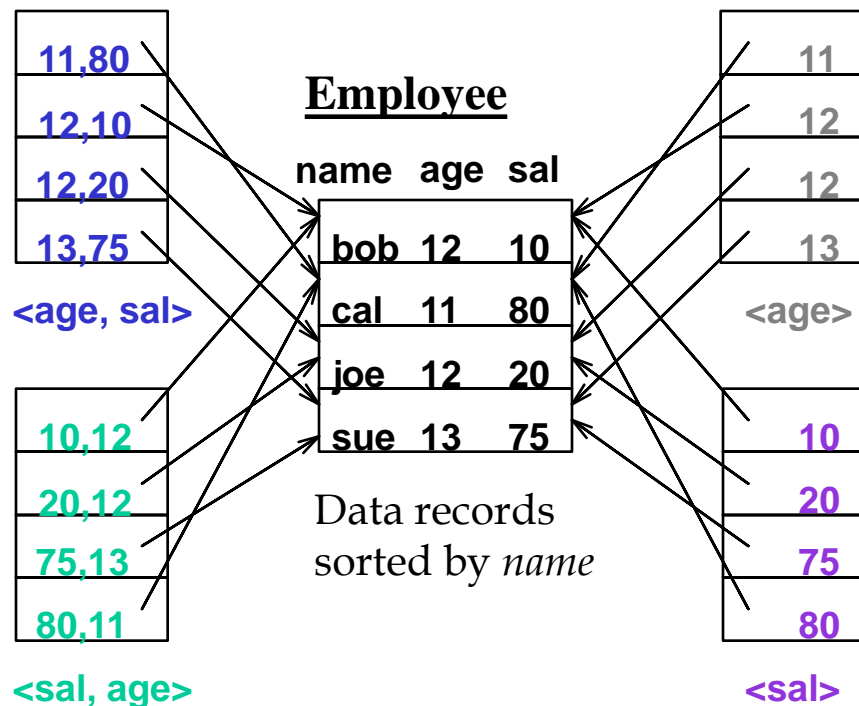 11,80
12,10
12,20
13,75
<age, sal>
10,12
20,12
75,13
80,11
<sal, age>
Employee
name age sal
bob 12 10
cal 11 80
joe 12 20
sue 13 75
Data records
sorted by name
11
12
12
13
<age>
10
20
75
80
<sal>